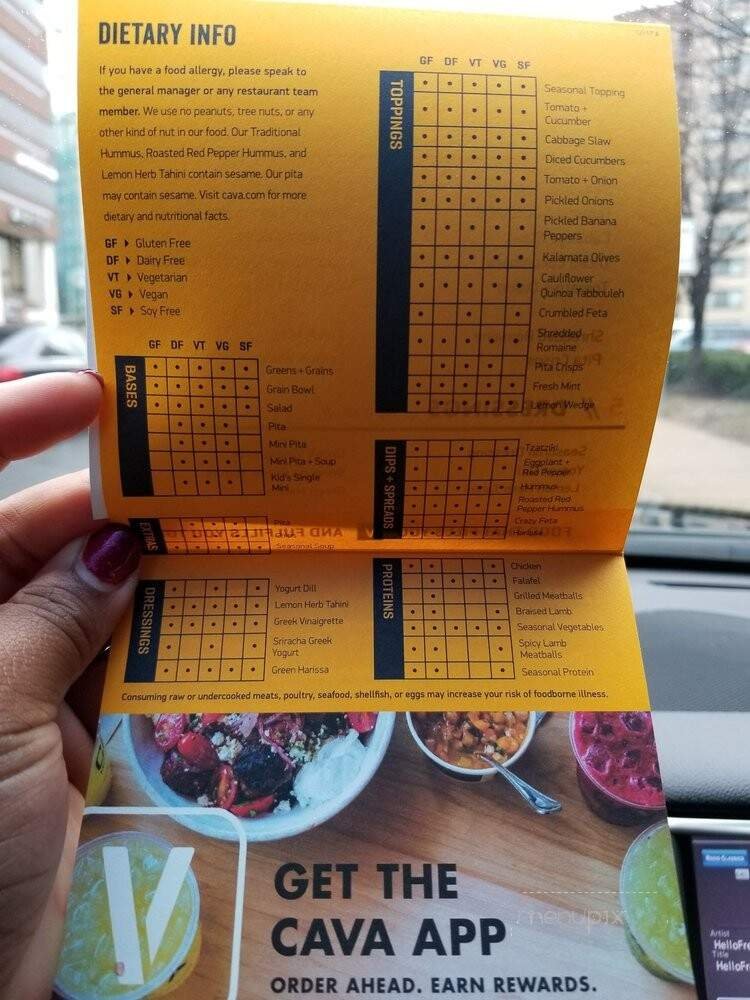 DIETARY INFO
If you have a food allergy, please speak to
the general manager or any restaurant team
member. We use no peanuts, tree nuts, or any
other kind of nut in our food. Our Traditional
Hummus, Roasted Red Pepper Hummus, and
Lemon Herb Tahini contain sesame. Our pita
may contain sesame. Visit cava.com for more
dietary and nutritional facts.
GF Gluten Free
DF Dairy Free
VT Vegetarian
VG Vegan
SF Soy Free
GF DF VT VG SF
BASES
Greens + Grains
Grain Bowl
Salad
Pita
Mini Pita
Mini Pita + Soup
Kid's Single
Mini
EXTRAS
Pita
Seasonal Soup
DRESSINGS
Yogurt Dill
Lemon Herb Tahini
Greek Vinaigrette
Sriracha Greek
Yogurt
Green Harissa
GF DF VT VG SF
TOPPINGS
Seasonal Topping
Tomato +
Cucumber
Cabbage Slaw
Diced Cucumbers
Tomato + Onion
Pickled Onions
Pickled Banana
Peppers
Kalamata Olives
Cauliflower
Quinoa Tabbouleh
Crumbled Feta
Shredded
Romaine
Pita Crisps
Fresh Mint
Lemon Wedge
DIPS + SPREADS
Tzatziki
Eggplant +
Red Pepper
Hummus
Roasted Red
Pepper Hummus
Crazy Feta
Harissa
PROTEINS
Chicken
Falafel
Grilled Meatballs
Braised Lamb
Seasonal Vegetables
Spicy Lamb
Meatballs
Seasonal Protein
Consuming raw or undercooked meats, poultry, seafood, shellfish, or eggs may increase your risk of foodborne illness.
V
GET THE
CAVA APP
ORDER AHEAD. EARN REWARDS.
menupix
Artist
HelloFre
Title
HelloFre